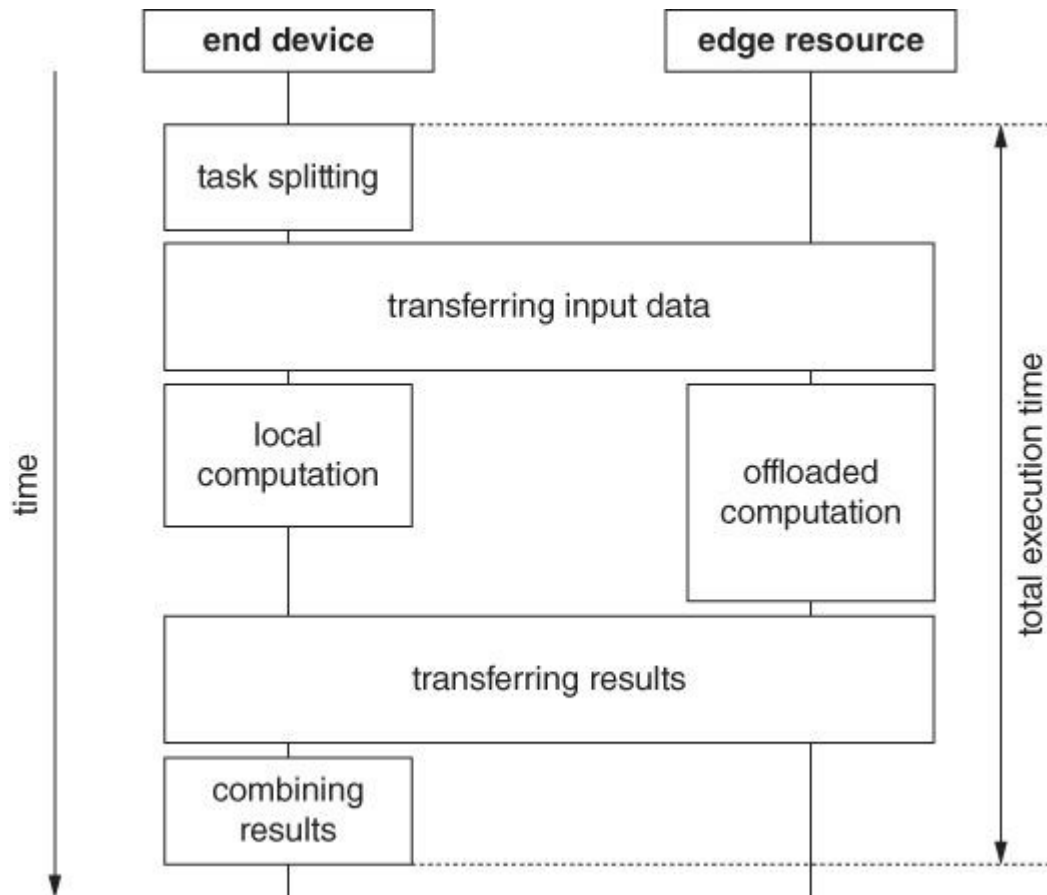 end device
edge resource
task splitting
transferring input data
local
computation
offloaded
computation
transferring results
combining
results
time
total execution time